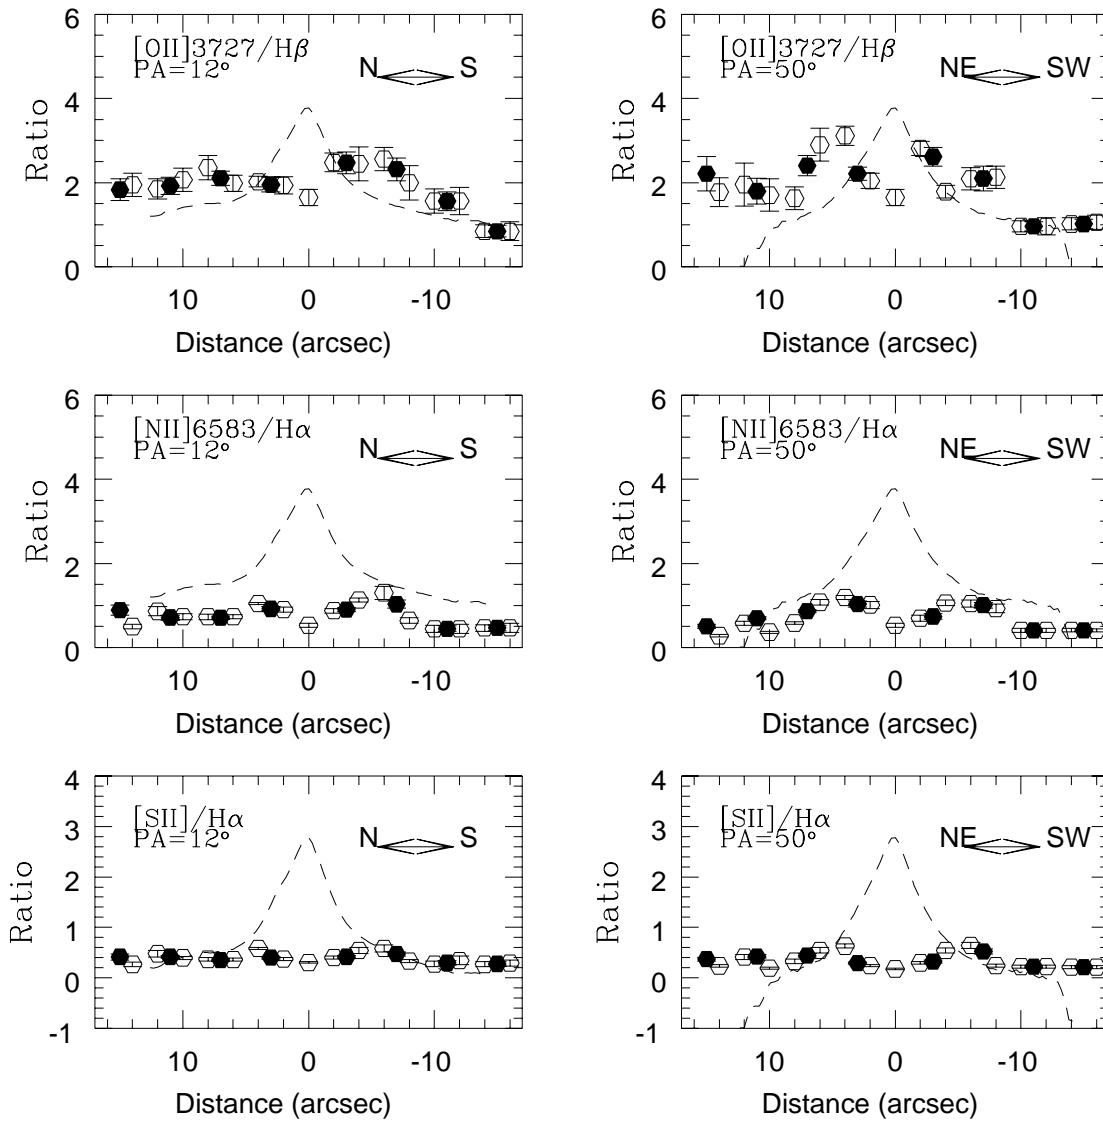 [OII]3727/Hβ
PA=12°
N S
Ratio
6
4
2
0
10 0 -10
Distance (arcsec)
[OII]3727/Hβ
PA=50°
NE SW
Ratio
6
4
2
0
10 0 -10
Distance (arcsec)
[NII]6583/Hα
PA=12°
N S
Ratio
6
4
2
0
10 0 -10
Distance (arcsec)
[NII]6583/Hα
PA=50°
NE SW
Ratio
6
4
2
0
10 0 -10
Distance (arcsec)
[SII]/Hα
PA=12°
N S
Ratio
4
3
2
1
0
-1
10 0 -10
Distance (arcsec)
[SII]/Hα
PA=50°
NE SW
Ratio
4
3
2
1
0
-1
10 0 -10
Distance (arcsec)